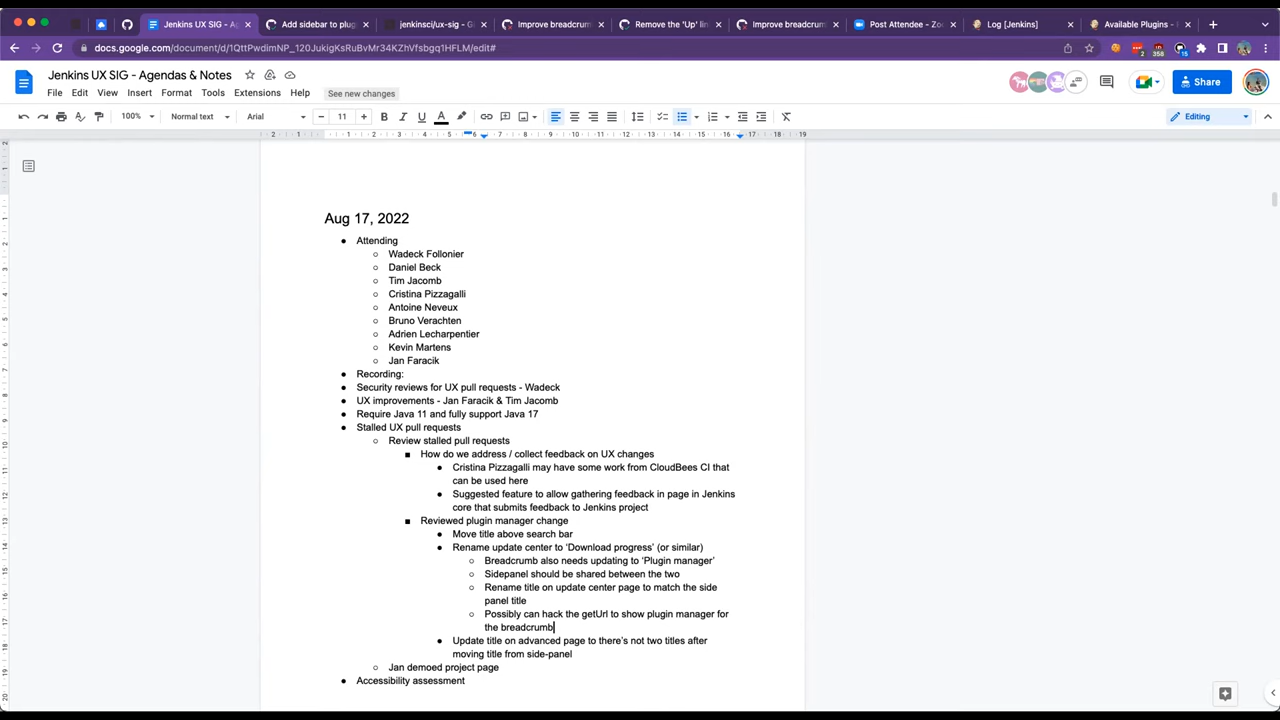 Jenkins UX SIG - Ag
Add sidebar to plug
jenkinsci/ux-sig - G
Improve breadcrum
Remove the 'Up' lin
Improve breadcrum
Post Attendee - Zo
Log [Jenkins]
Available Plugins -
docs.google.com/document/d/1QttPwdimNP_120JukigKsRuBvMr34KZhVfsbgq1HFLM/edit#
Jenkins UX SIG - Agendas & Notes
File Edit View Insert Format Tools Extensions Help See new changes
Share
100% Normal text Arial 11 Editing
Aug 17, 2022
Attending
Wadeck Follonier
Daniel Beck
Tim Jacomb
Cristina Pizzagalli
Antoine Neveux
Bruno Verachten
Adrien Lecharpentier
Kevin Martens
Jan Faracik
Recording:
Security reviews for UX pull requests - Wadeck
UX improvements - Jan Faracik & Tim Jacomb
Require Java 11 and fully support Java 17
Stalled UX pull requests
Review stalled pull requests
How do we address / collect feedback on UX changes
Cristina Pizzagalli may have some work from CloudBees CI that
can be used here
Suggested feature to allow gathering feedback in page in Jenkins
core that submits feedback to Jenkins project
Reviewed plugin manager change
Move title above search bar
Rename update center to ‘Download progress’ (or similar)
Breadcrumb also needs updating to ‘Plugin manager’
Sidepanel should be shared between the two
Rename title on update center page to match the side
panel title
Possibly can hack the getUrl to show plugin manager for
the breadcrumb
Update title on advanced page to there’s not two titles after
moving title from side-panel
Jan demoed project page
Accessibility assessment